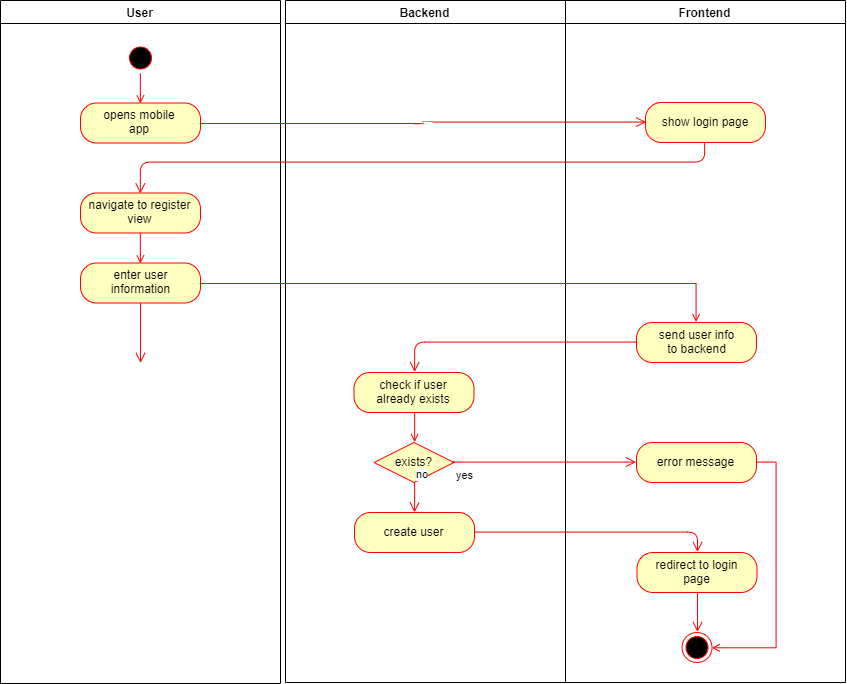 User
Backend
Frontend
opens mobile
app
show login page
navigate to register
view
enter user
information
send user info
to backend
check if user
already exists
exists?
no
yes
error message
create user
redirect to login
page